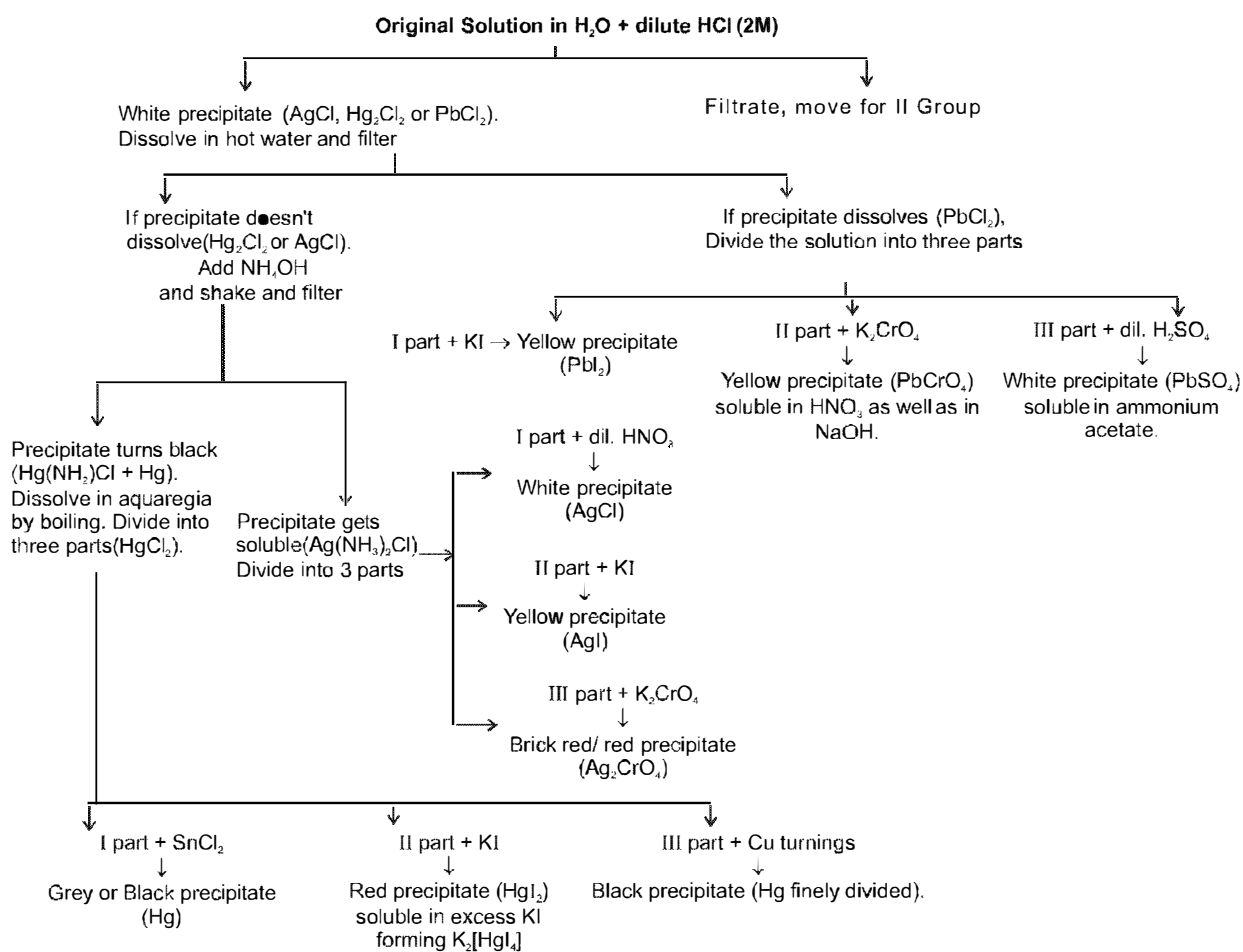 Original Solution in H₂O + dilute HCl (2M)
White precipitate (AgCl, Hg₂Cl₂ or PbCl₂).
Dissolve in hot water and filter
Filtrate, move for II Group
If precipitate doesn't
dissolve(Hg₂Cl₂ or AgCl).
Add NH₄OH
and shake and filter
If precipitate dissolves (PbCl₂),
Divide the solution into three parts
I part + KI → Yellow precipitate
(PbI₂)
II part + K₂CrO₄
↓
Yellow precipitate (PbCrO₄)
soluble in HNO₃ as well as in
NaOH.
III part + dil. H₂SO₄
↓
White precipitate (PbSO₄)
soluble in ammonium
acetate.
Precipitate turns black
(Hg(NH₂)Cl + Hg).
Dissolve in aquaregia
by boiling. Divide into
three parts(HgCl₂).
Precipitate gets
soluble(Ag(NH₃)₂Cl)
Divide into 3 parts
I part + dil. HNO₃
↓
White precipitate
(AgCl)
II part + KI
↓
Yellow precipitate
(AgI)
III part + K₂CrO₄
↓
Brick red/ red precipitate
(Ag₂CrO₄)
I part + SnCl₂
↓
Grey or Black precipitate
(Hg)
II part + KI
↓
Red precipitate (HgI₂)
soluble in excess KI
forming K₂[HgI₄]
III part + Cu turnings
↓
Black precipitate (Hg finely divided).